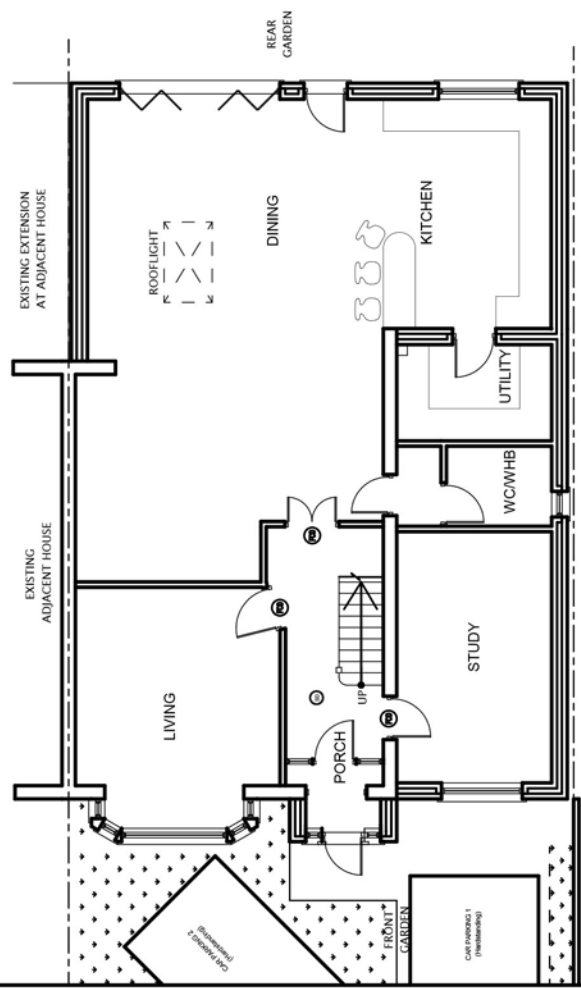 REAR
GARDEN
EXISTING EXTENSION
AT ADJACENT HOUSE
ROOFLIGHT
DINING
KITCHEN
UTILITY
EXISTING
ADJACENT HOUSE
WC/WHB
LIVING
UP
STUDY
PORCH
FRONT
GARDEN
CAR PARKING 2
(Hardstanding)
CAR PARKING 1
(Hardstanding)